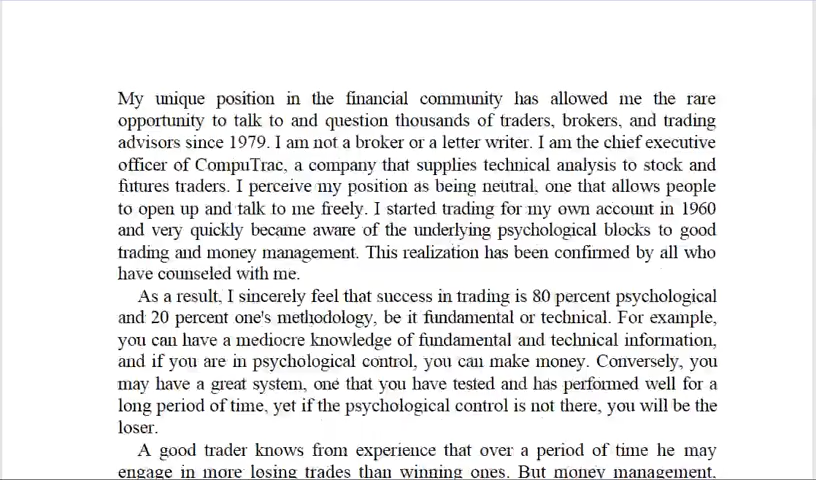 My unique position in the financial community has allowed me the rare
opportunity to talk to and question thousands of traders, brokers, and trading
advisors since 1979. I am not a broker or a letter writer. I am the chief executive
officer of CompuTrac, a company that supplies technical analysis to stock and
futures traders. I perceive my position as being neutral, one that allows people
to open up and talk to me freely. I started trading for my own account in 1960
and very quickly became aware of the underlying psychological blocks to good
trading and money management. This realization has been confirmed by all who
have counseled with me.
As a result, I sincerely feel that success in trading is 80 percent psychological
and 20 percent one's methodology, be it fundamental or technical. For example,
you can have a mediocre knowledge of fundamental and technical information,
and if you are in psychological control, you can make money. Conversely, you
may have a great system, one that you have tested and has performed well for a
long period of time, yet if the psychological control is not there, you will be the
loser.
A good trader knows from experience that over a period of time he may
engage in more losing trades than winning ones. But money management,